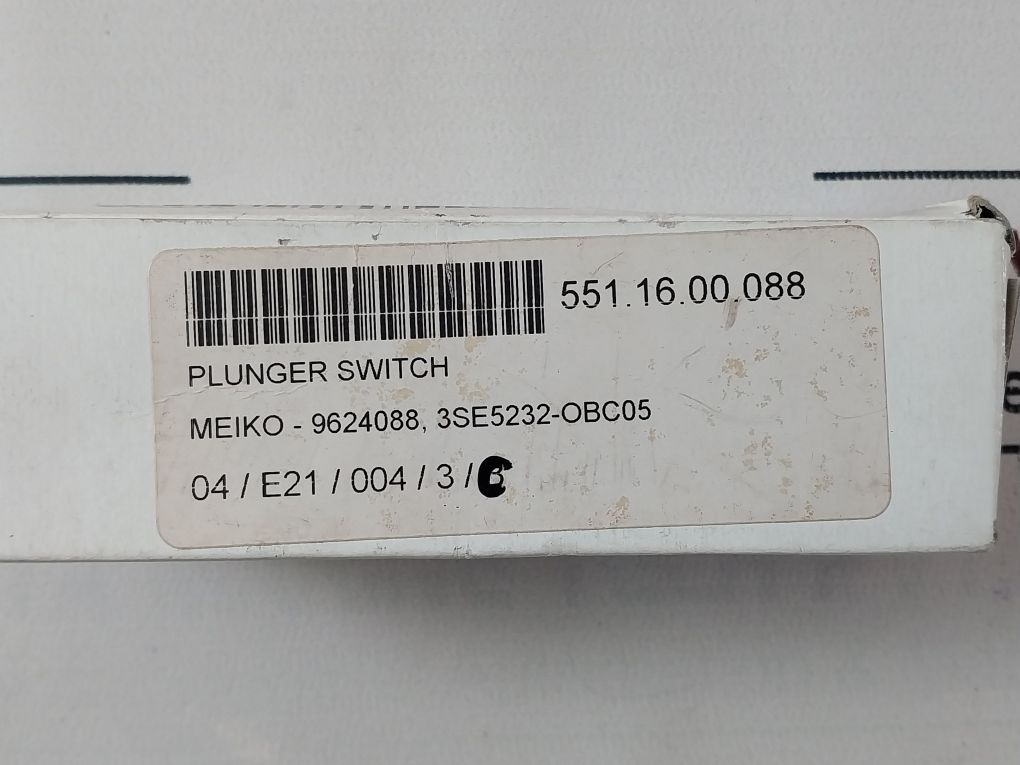 551.16.00.088
PLUNGER SWITCH
MEIKO - 9624088, 3SE5232-OBC05
04 / E21 / 004 / 3 / C